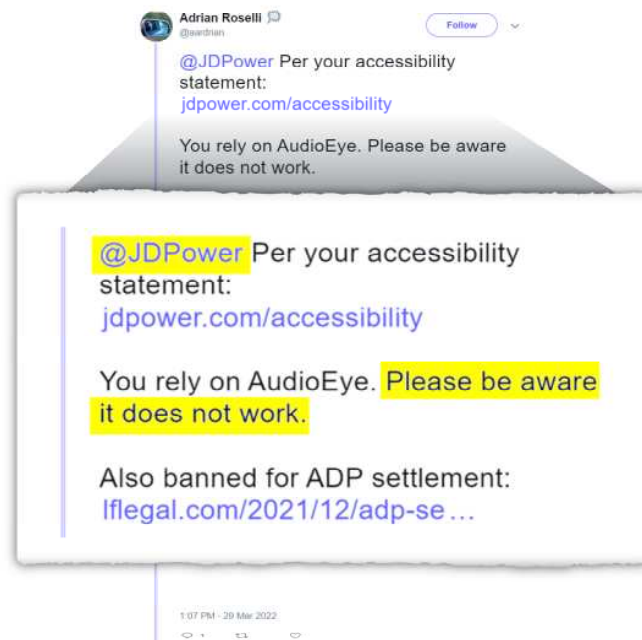 Adrian Roselli
@aardrian
Follow
@JDPower Per your accessibility
statement:
jdpower.com/accessibility
You rely on AudioEye. Please be aware
it does not work.
@JDPower Per your accessibility
statement:
jdpower.com/accessibility
You rely on AudioEye. Please be aware
it does not work.
Also banned for ADP settlement:
lflegal.com/2021/12/adp-se…
1:07 PM - 29 Mar 2022